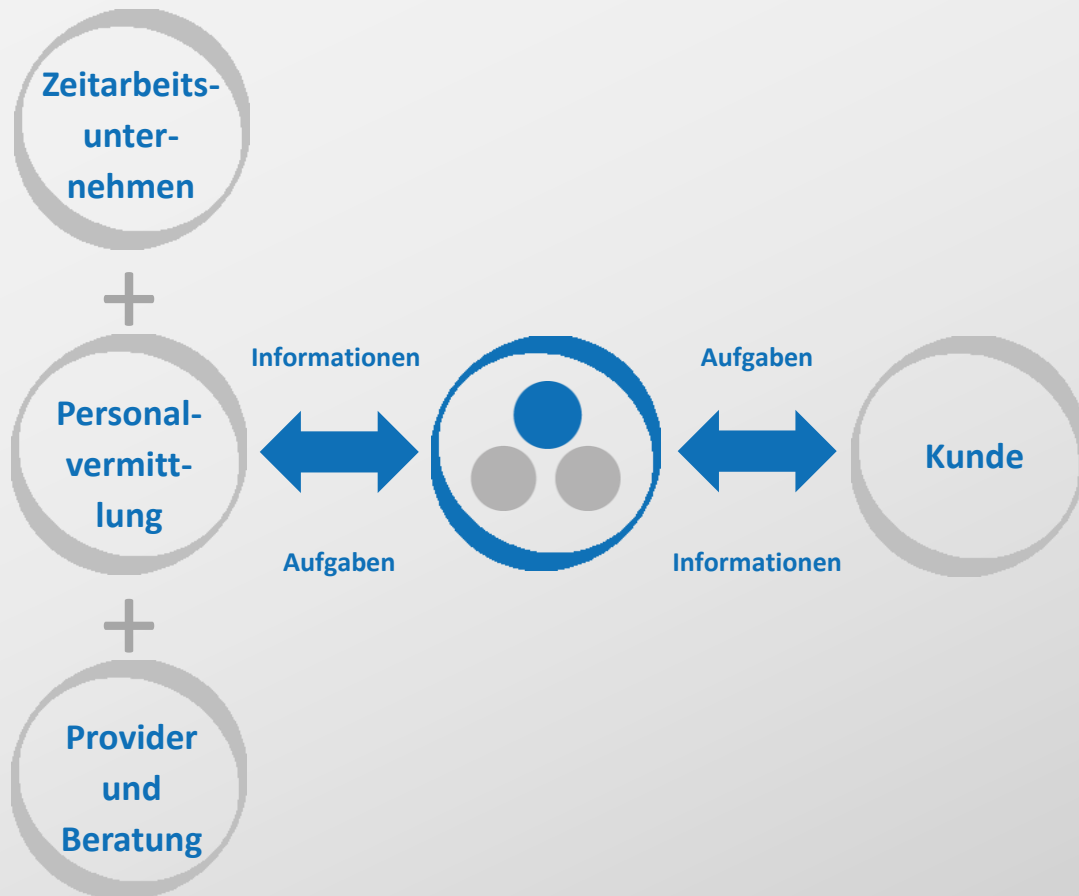 Zeitarbeits-
unter-
nehmen
+
Personal-
vermitt-
lung
+
Provider
und
Beratung
Informationen
Aufgaben
Aufgaben
Informationen
Kunde